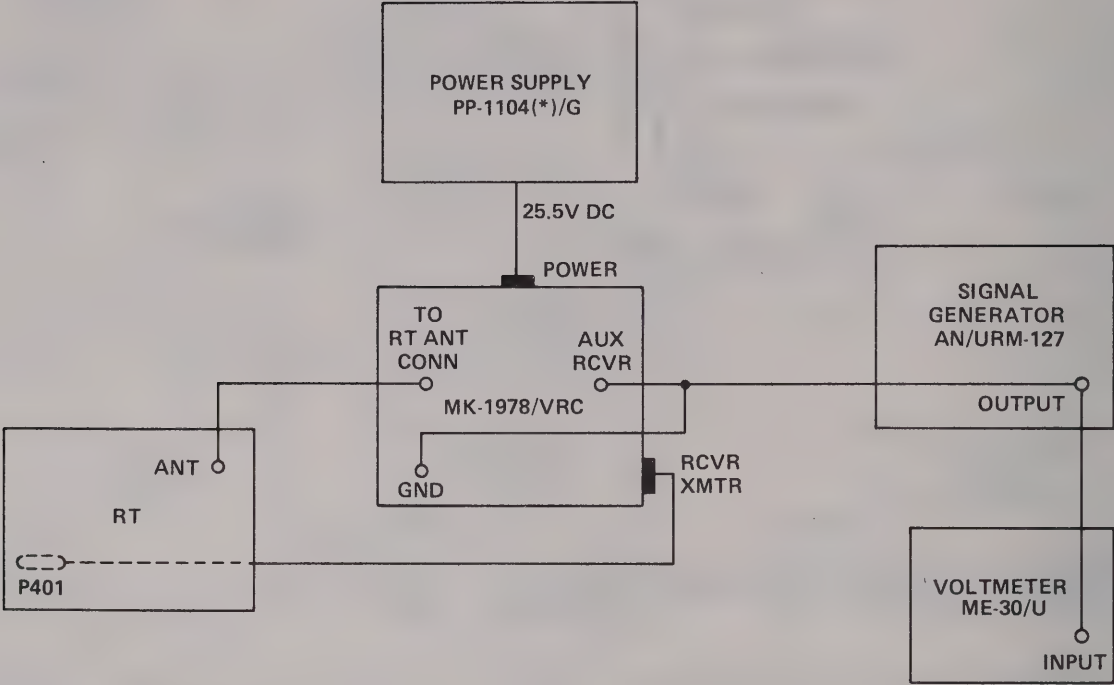 POWER SUPPLY
PP-1104(*)/G
25.5V DC
POWER
TO
RT ANT
CONN
AUX
RCVR
MK-1978/VRC
GND
RCVR
XMTR
SIGNAL
GENERATOR
AN/URM-127
OUTPUT
ANT
RT
P401
VOLTMETER
ME-30/U
INPUT